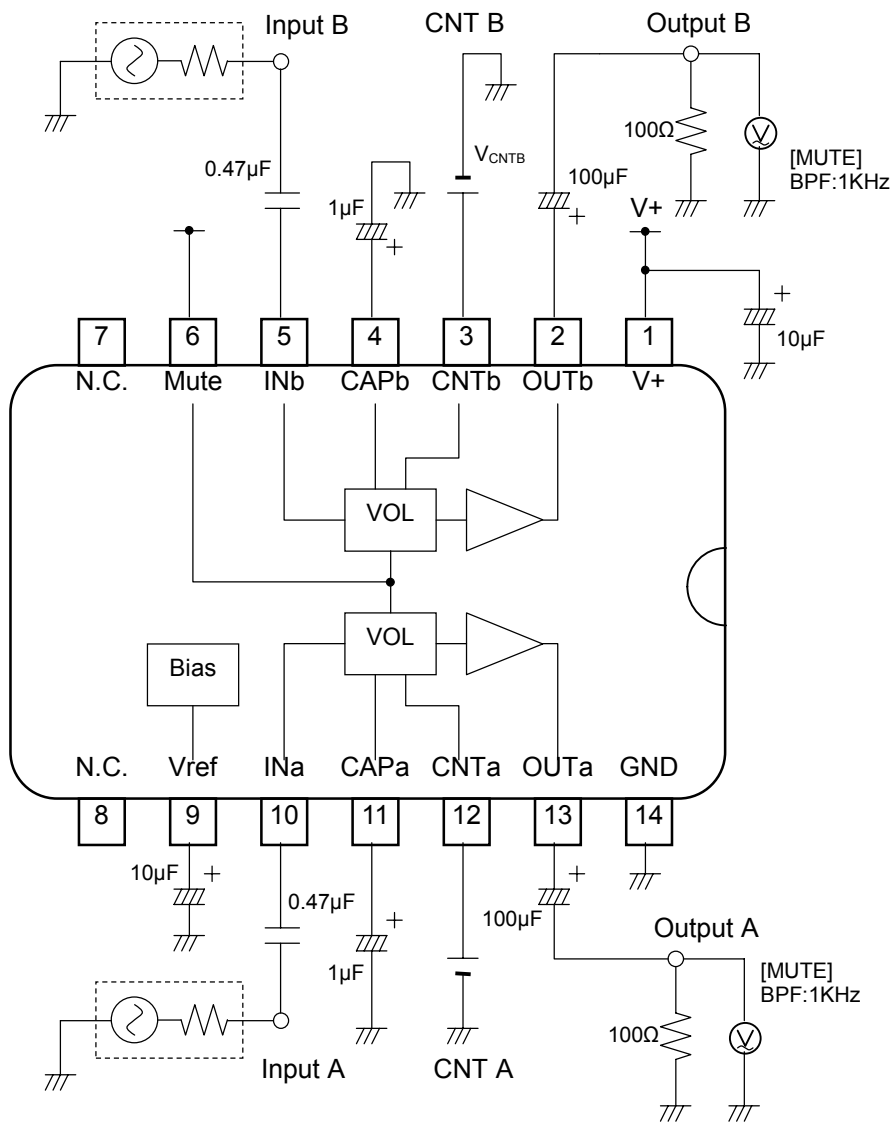 Input B CNT B Output B
100Ω
VCNTB
[MUTE]
BPF:1KHz
0.47µF
1µF
+
100µF
+
V+
+
10µF
7 6 5 4 3 2 1
N.C. Mute INb CAPb CNTb OUTb V+
VOL
VOL
Bias
N.C. Vref INa CAPa CNTa OUTa GND
8 9 10 11 12 13 14
10µF
+
0.47µF
+
1µF
100µF
+
Output A
[MUTE]
BPF:1KHz
100Ω
Input A CNT A
V
V